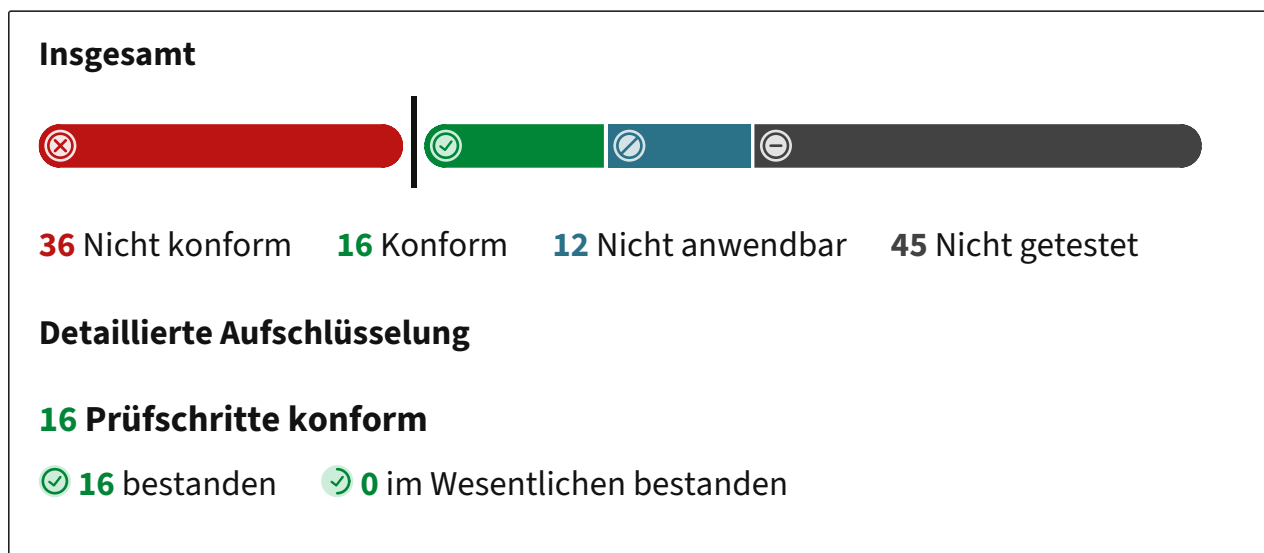 Insgesamt
36 Nicht konform 16 Konform 12 Nicht anwendbar 45 Nicht getestet
Detaillierte Aufschlüsselung
16 Prüfschritte konform
16 bestanden 0 im Wesentlichen bestanden